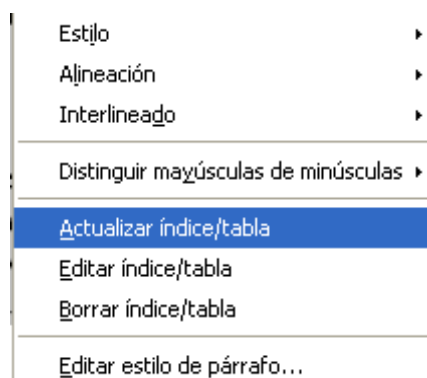 Estilo
Alineación
Interlineado
Distinguir mayúsculas de minúsculas
Actualizar índice/tabla
Editar índice/tabla
Borrar índice/tabla
Editar estilo de párrafo...